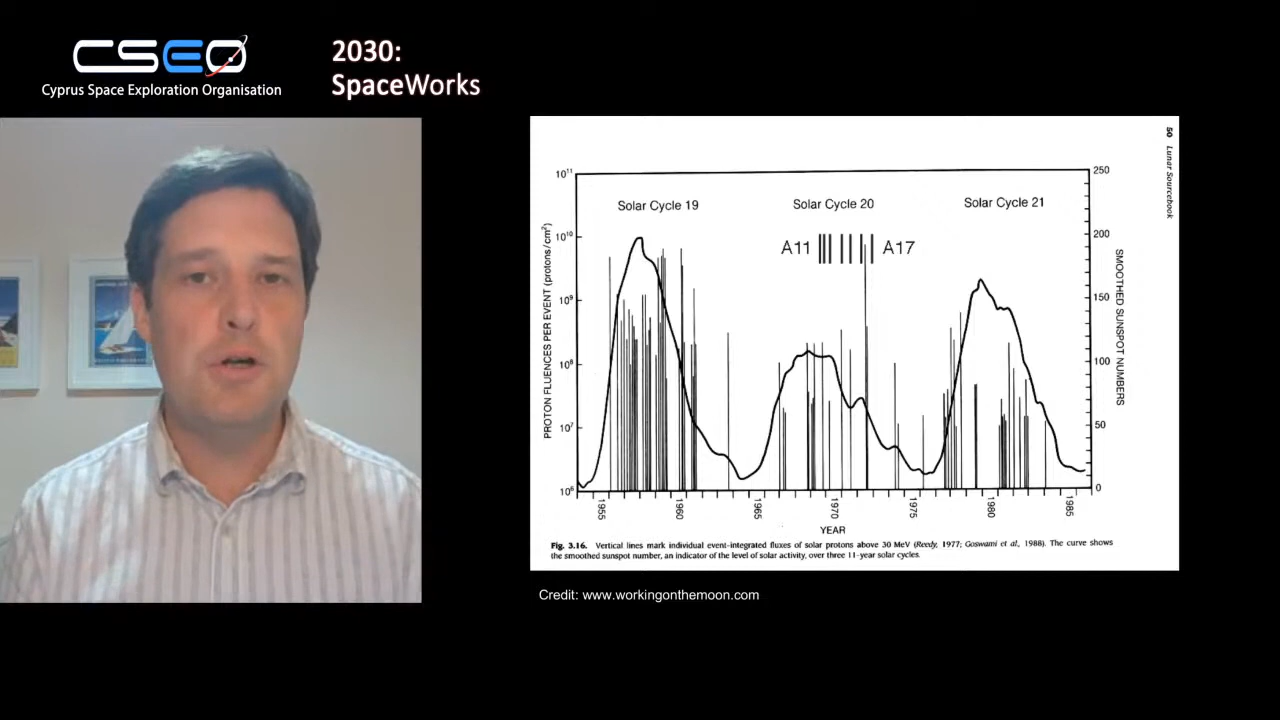 CSEO
Cyprus Space Exploration Organisation
2030:
SpaceWorks
50 Lunar Sourcebook
Solar Cycle 19
Solar Cycle 20
Solar Cycle 21
A11
A17
PROTON FLUENCES PER EVENT (protons/cm²)
10¹¹
10¹⁰
10⁹
10⁸
10⁷
10⁶
250
200
150
100
50
0
SMOOTHED SUNSPOT NUMBERS
1955
1960
1965
1970
1975
1980
1985
YEAR
Fig. 3.16. Vertical lines mark individual event-integrated fluxes of solar protons above 30 MeV (Reedy, 1977; Goswami et al., 1988). The curve shows
the smoothed sunspot number, an indicator of the level of solar activity, over three 11-year solar cycles.
Credit: www.workingonthemoon.com